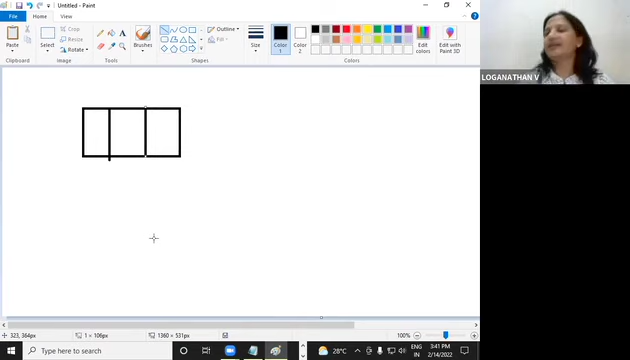 Untitled - Paint
File Home View
Paste
Clipboard
Crop
Resize
Rotate
Image
A
Tools
Brushes
Outline
Fill
Shapes
Size
Color 1
Color 2
Colors
Edit colors
Edit with Paint 3D
LOGANATHAN V
323, 364px
1 × 106px
1360 × 531px
100%
Type here to search
28°C
ENG
IN
3:41 PM
2/14/2022